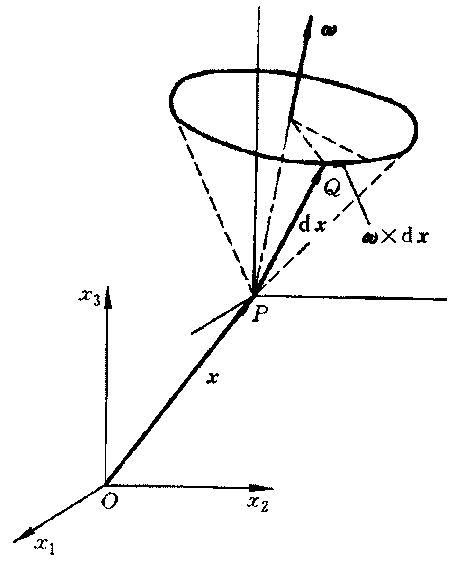 ω
Q
dx
ω×dx
x₃
P
x
O
x₂
x₁